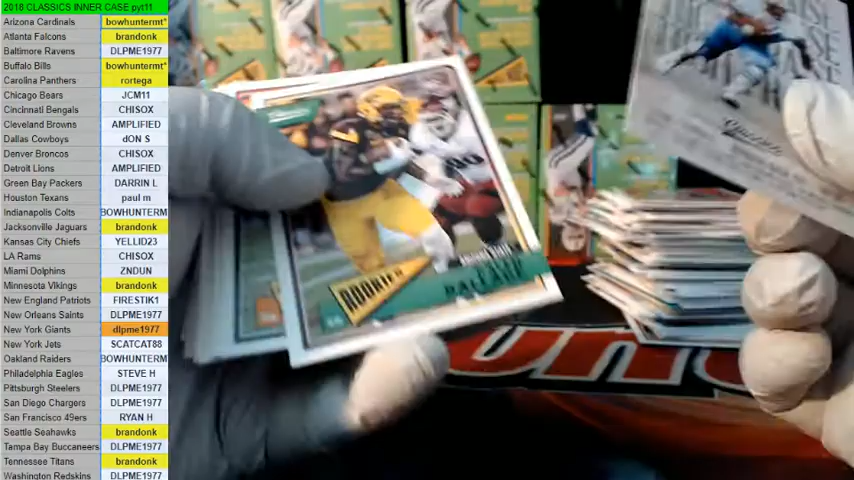 2018 CLASSICS INNER CASE pyt11
Arizona Cardinals bowhuntermt*
Atlanta Falcons brandonk
Baltimore Ravens DLPME1977
Buffalo Bills bowhuntermt*
Carolina Panthers rortega
Chicago Bears JCM11
Cincinnati Bengals CHISOX
Cleveland Browns AMPLIFIED
Dallas Cowboys dON S
Denver Broncos CHISOX
Detroit Lions AMPLIFIED
Green Bay Packers DARRIN L
Houston Texans paul m
Indianapolis Colts BOWHUNTERM
Jacksonville Jaguars brandonk
Kansas City Chiefs YELLID23
LA Rams CHISOX
Miami Dolphins ZNDUN
Minnesota Vikings brandonk
New England Patriots FIRESTIK1
New Orleans Saints DLPME1977
New York Giants dlpme1977
New York Jets SCATCAT88
Oakland Raiders BOWHUNTERM
Philadelphia Eagles STEVE H
Pittsburgh Steelers DLPME1977
San Diego Chargers DLPME1977
San Francisco 49ers RYAN H
Seattle Seahawks brandonk
Tampa Bay Buccaneers DLPME1977
Tennessee Titans brandonk
Washington Redskins DLPME1977
ROOKIE
BALLAGE